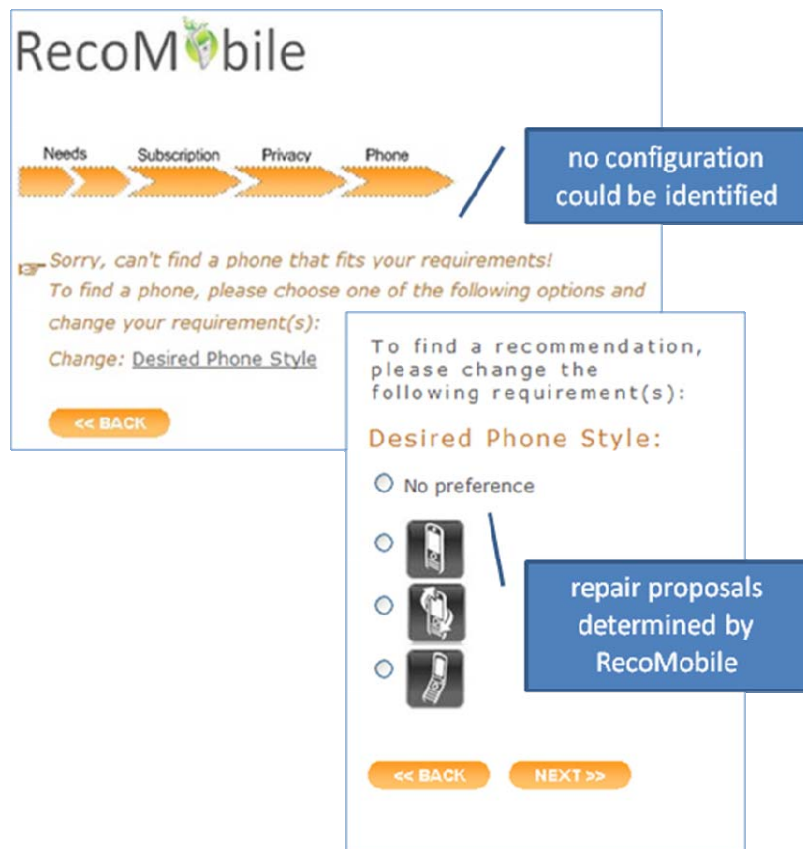 RecoMobile
Needs Subscription Privacy Phone
no configuration
could be identified
Sorry, can't find a phone that fits your requirements!
To find a phone, please choose one of the following options and
change your requirement(s):
Change: Desired Phone Style
<< BACK
To find a recommendation,
please change the
following requirement(s):
Desired Phone Style:
No preference
repair proposals
determined by
RecoMobile
<< BACK NEXT >>